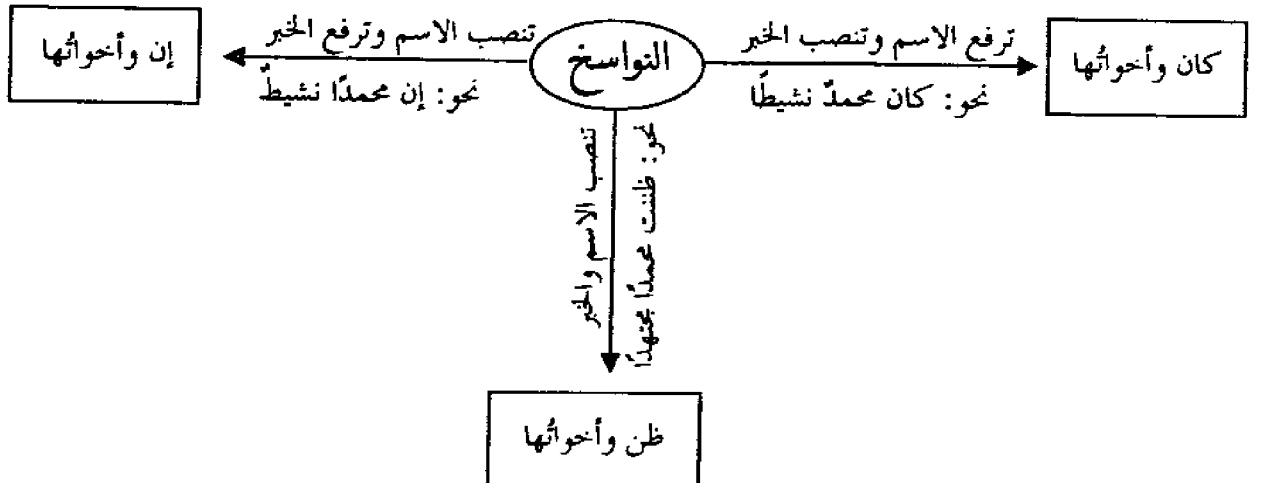 كان وأخواتُها
ترفع الاسم وتنصب الخبر
نحو: كان محمدٌ نشيطًا
النواسخ
تنصب الاسم وترفع الخبر
نحو: إن محمدًا نشيطٌ
إن وأخواتُها
نحو: ظننت محمدًا مجتهدًا
تنصب الاسم والخبر
ظن وأخواتُها